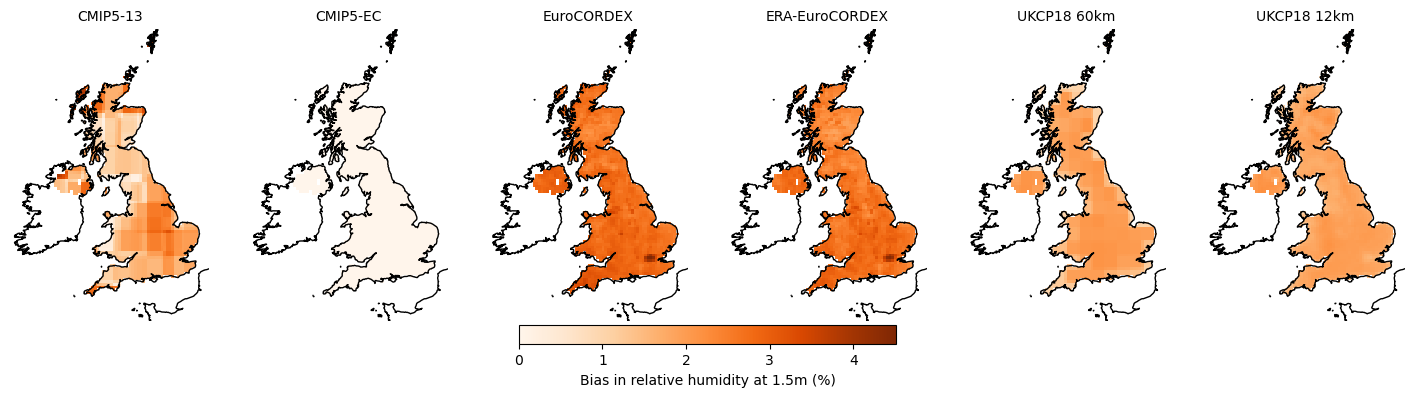 CMIP5-13 CMIP5-EC EuroCORDEX ERA-EuroCORDEX UKCP18 60km UKCP18 12km
0 1 2 3 4
Bias in relative humidity at 1.5m (%)